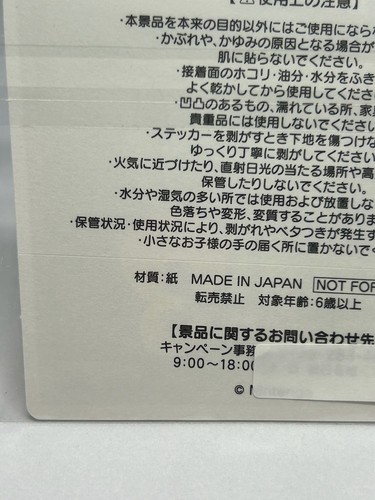 使用上の注意】
・本景品を本来の目的以外にはご使用になら
・かぶれや、かゆみの原因となる場合が
肌に貼らないでください。
・接着面のホコリ・油分・水分をふき
よく乾かしてから使用してくださ
・凹凸のあるもの、濡れている所、家
貴重品には使用しないでください
・ステッカーを剥がすとき下地を傷つけな
ゆっくり丁寧に剥がしてくださ
・火気に近づけたり、直射日光の当たる場所や高
保管したりしないでください。
・水分や湿気の多い所では使用および放置しな
色落ちや変形、変質することがありま
・保管状況・使用状況により、剥がれやベタつきが発生す
・小さなお子様の手の届く所に置かないで
材質:紙 MADE IN JAPAN NOT FOR
転売禁止 対象年齢:6歳以上
【景品に関するお問い合わせ先
キャンペーン事務
9:00～18:00
©